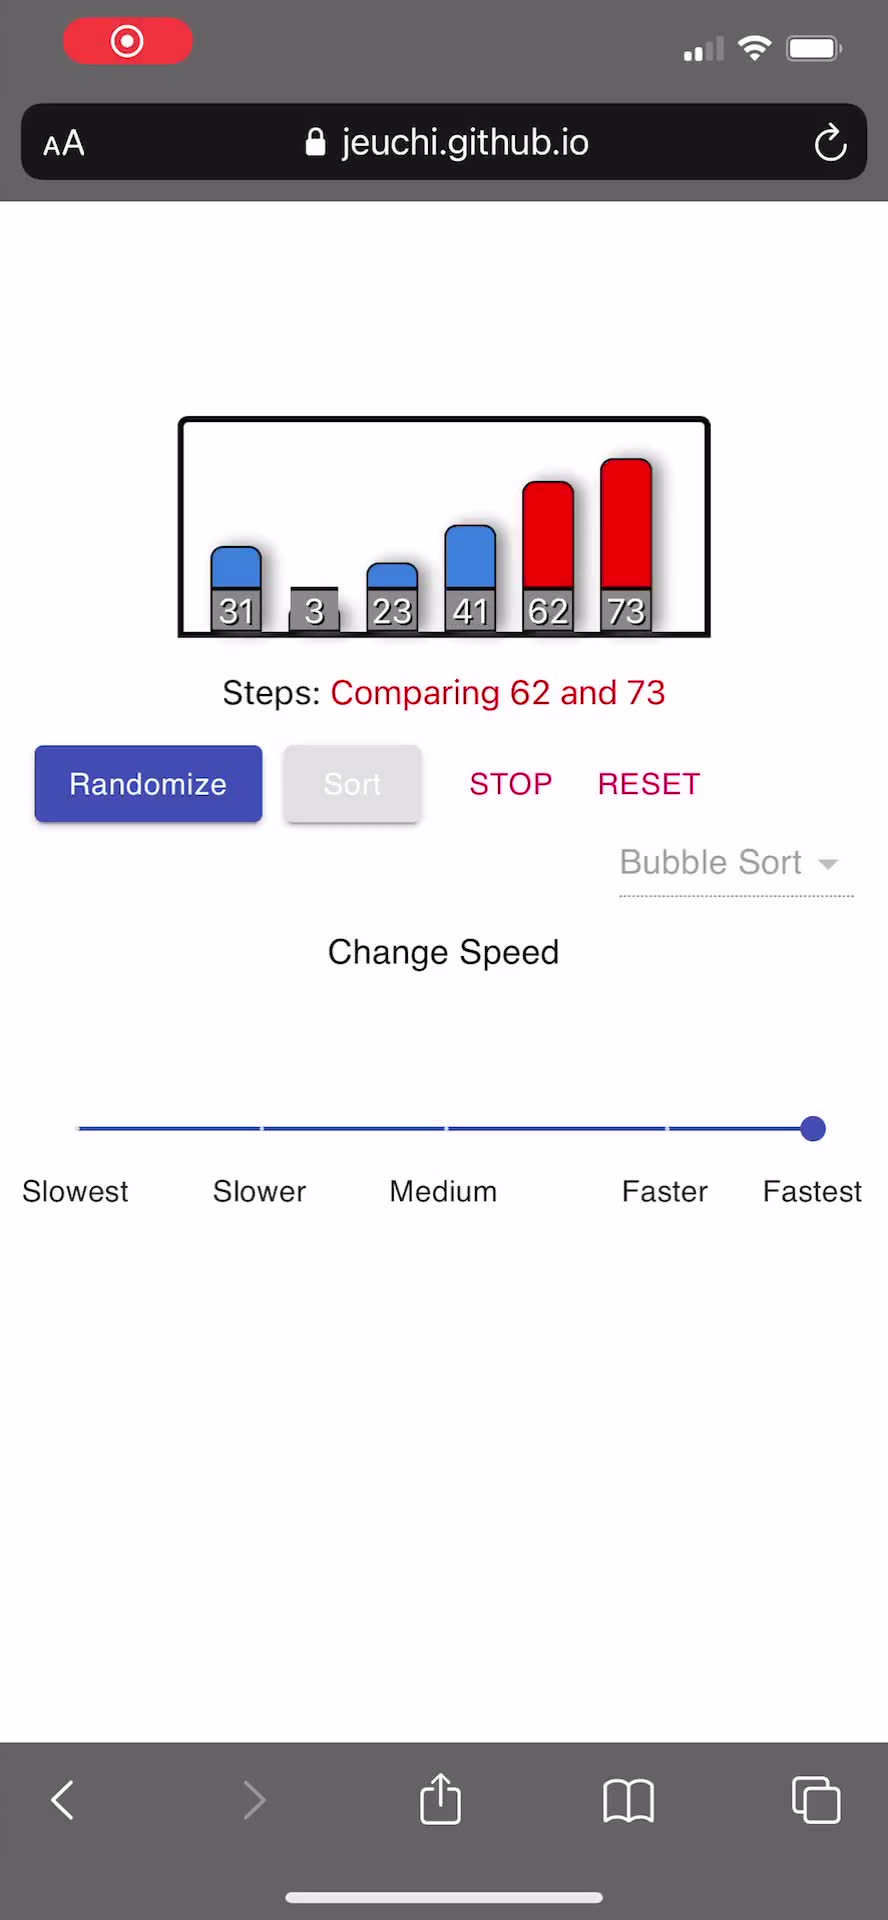 AA jeuchi.github.io
31 3 23 41 62 73
Steps: Comparing 62 and 73
Randomize Sort STOP RESET
Bubble Sort
Change Speed
Slowest Slower Medium Faster Fastest